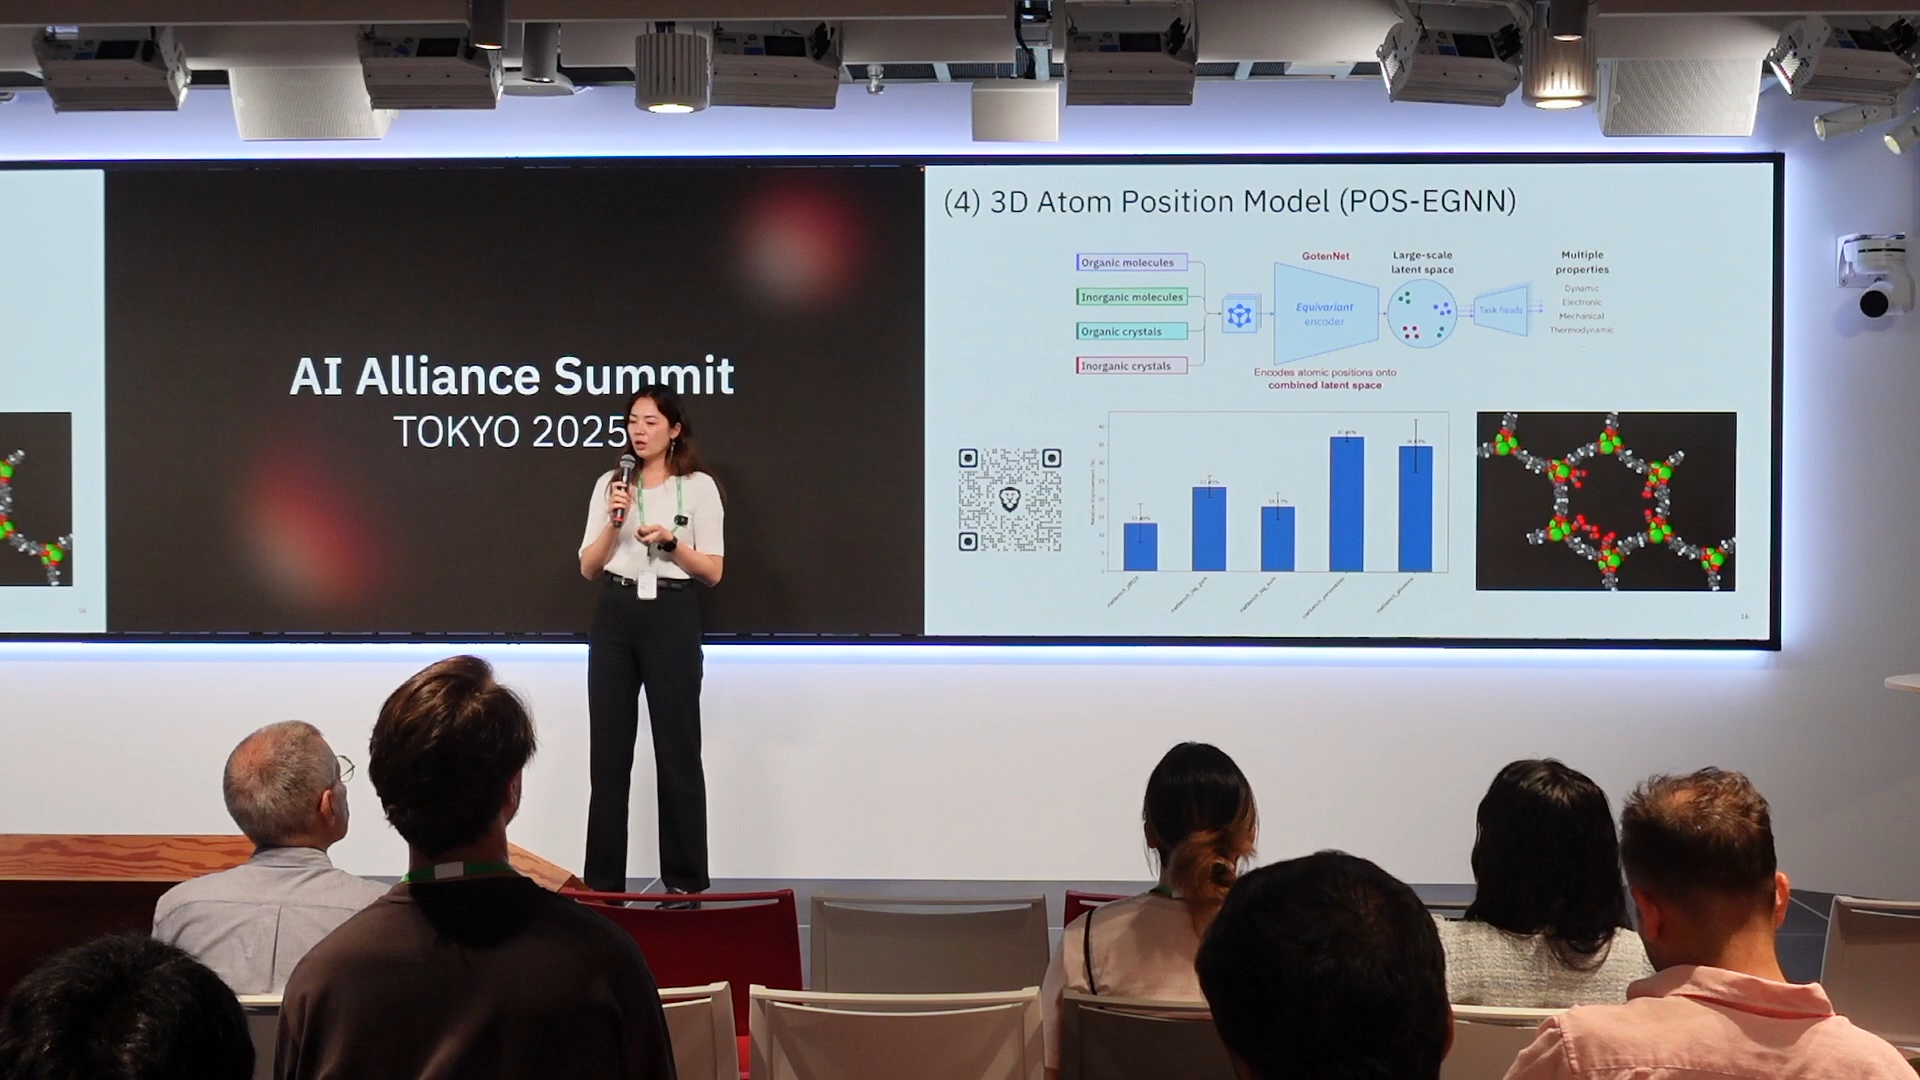 AI Alliance Summit
TOKYO 2025
(4) 3D Atom Position Model (POS-EGNN)
Organic molecules
Inorganic molecules
Organic crystals
Inorganic crystals
GotenNet
Equivariant
encoder
Encodes atomic positions onto
combined latent space
Large-scale
latent space
Task heads
Multiple
properties
Dynamic
Electronic
Mechanical
Thermodynamic
16